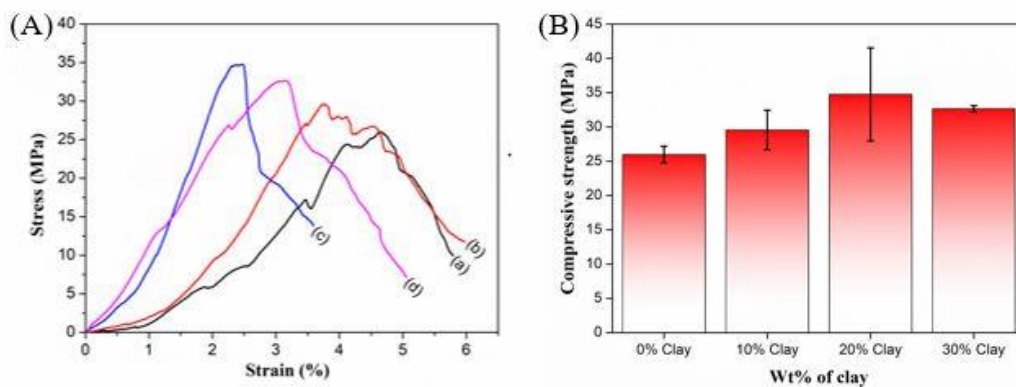 (A)
40
35
30
25
20
15
10
5
0
Stress (MPa)
0 1 2 3 4 5 6
Strain (%)
(c)
(d)
(b)
(a)
(B)
45
40
35
30
25
20
15
10
5
0
Compressive strength (MPa)
0% Clay 10% Clay 20% Clay 30% Clay
Wt% of clay